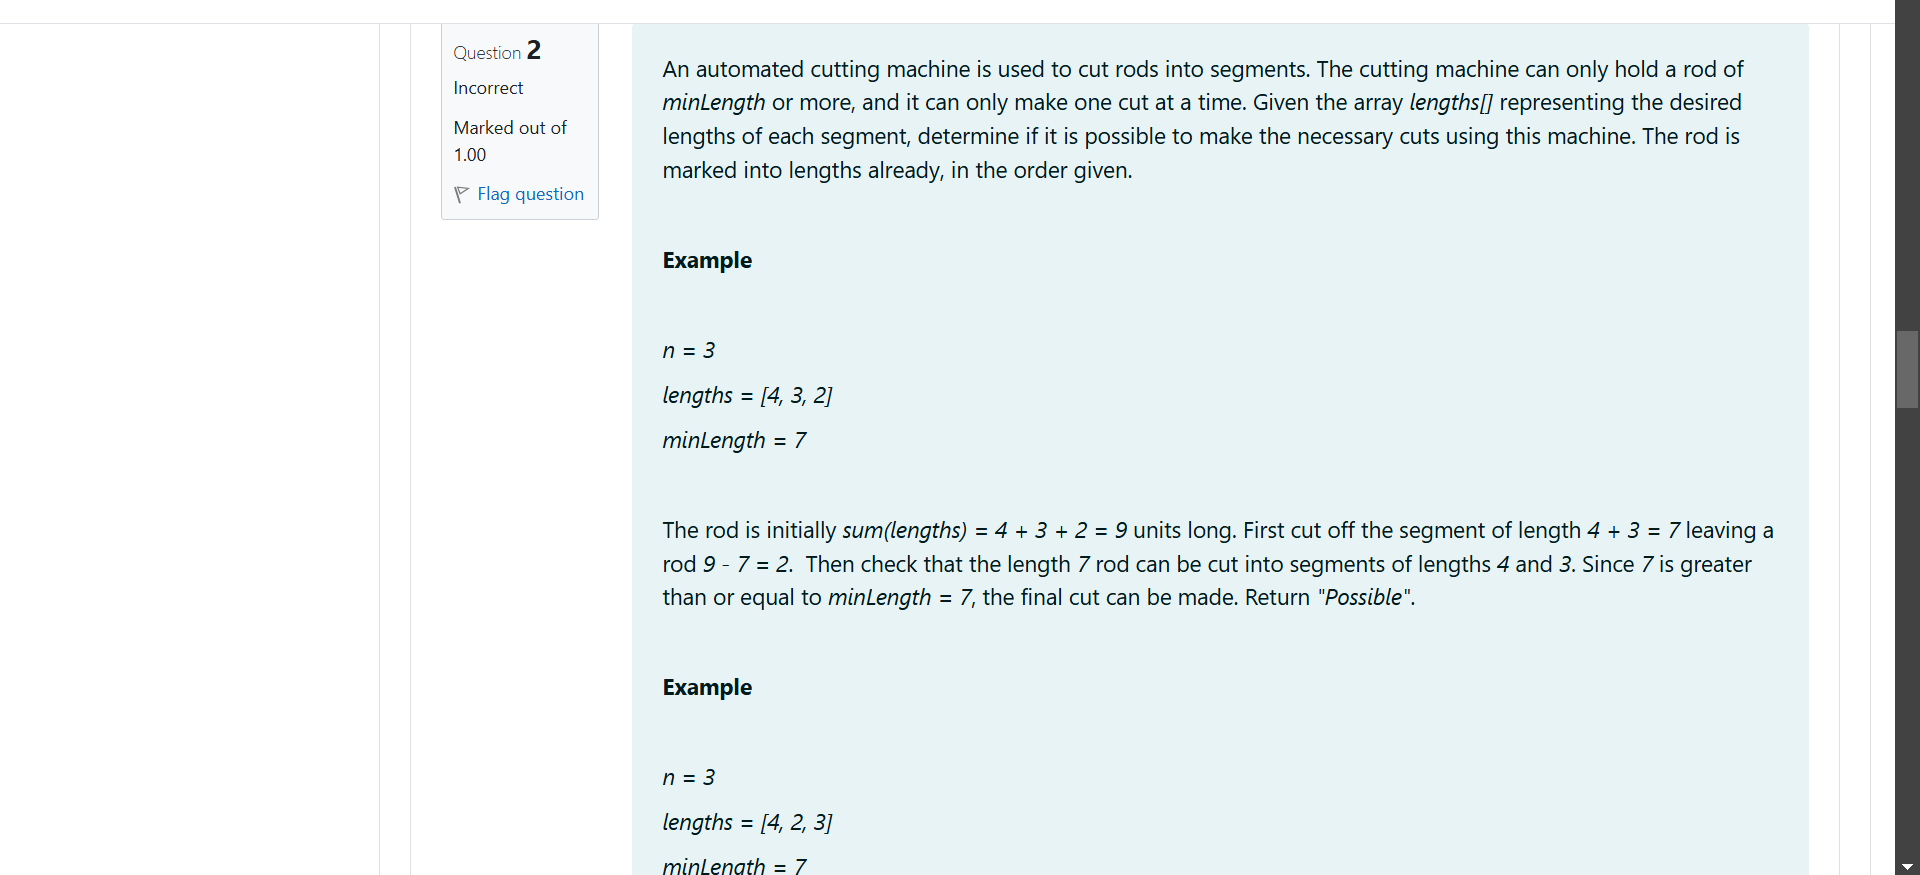 Question 2
Incorrect
Marked out of
1.00
Flag question
An automated cutting machine is used to cut rods into segments. The cutting machine can only hold a rod of
minLength or more, and it can only make one cut at a time. Given the array lengths[] representing the desired
lengths of each segment, determine if it is possible to make the necessary cuts using this machine. The rod is
marked into lengths already, in the order given.
Example
n = 3
lengths = [4, 3, 2]
minLength = 7
The rod is initially sum(lengths) = 4 + 3 + 2 = 9 units long. First cut off the segment of length 4 + 3 = 7 leaving a
rod 9 - 7 = 2.  Then check that the length 7 rod can be cut into segments of lengths 4 and 3. Since 7 is greater
than or equal to minLength = 7, the final cut can be made. Return "Possible".
Example
n = 3
lengths = [4, 2, 3]
minLength = 7